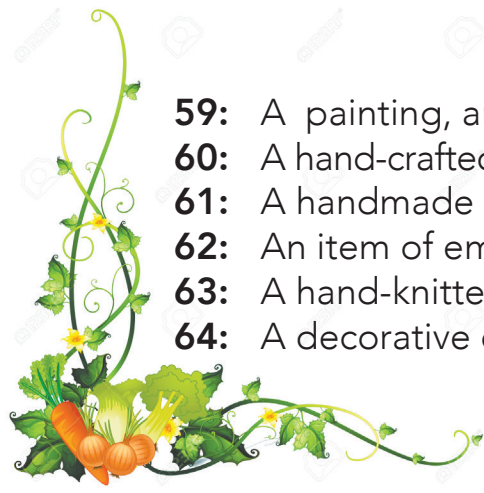 59: A painting, a
60: A hand-crafted
61: A handmade
62: An item of em
63: A hand-knitte
64: A decorative